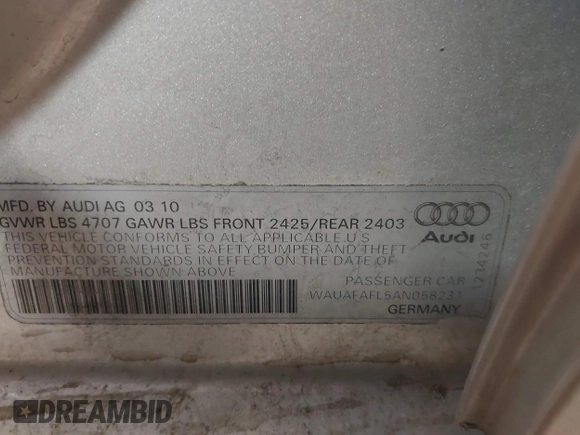 MFD. BY AUDI AG 03 10
GVWR LBS 4707 GAWR LBS FRONT 2425/REAR 2403
THIS VEHICLE CONFORMS TO ALL APPLICABLE U S
FEDERAL MOTOR VEHICLE SAFETY BUMPER AND THEFT
PREVENTION STANDARDS IN EFFECT ON THE DATE OF
MANUFACTURE SHOWN ABOVE
Audi
PASSENGER CAR
WAUAFAFL5AN058231
GERMANY
1234246
DREAMBID